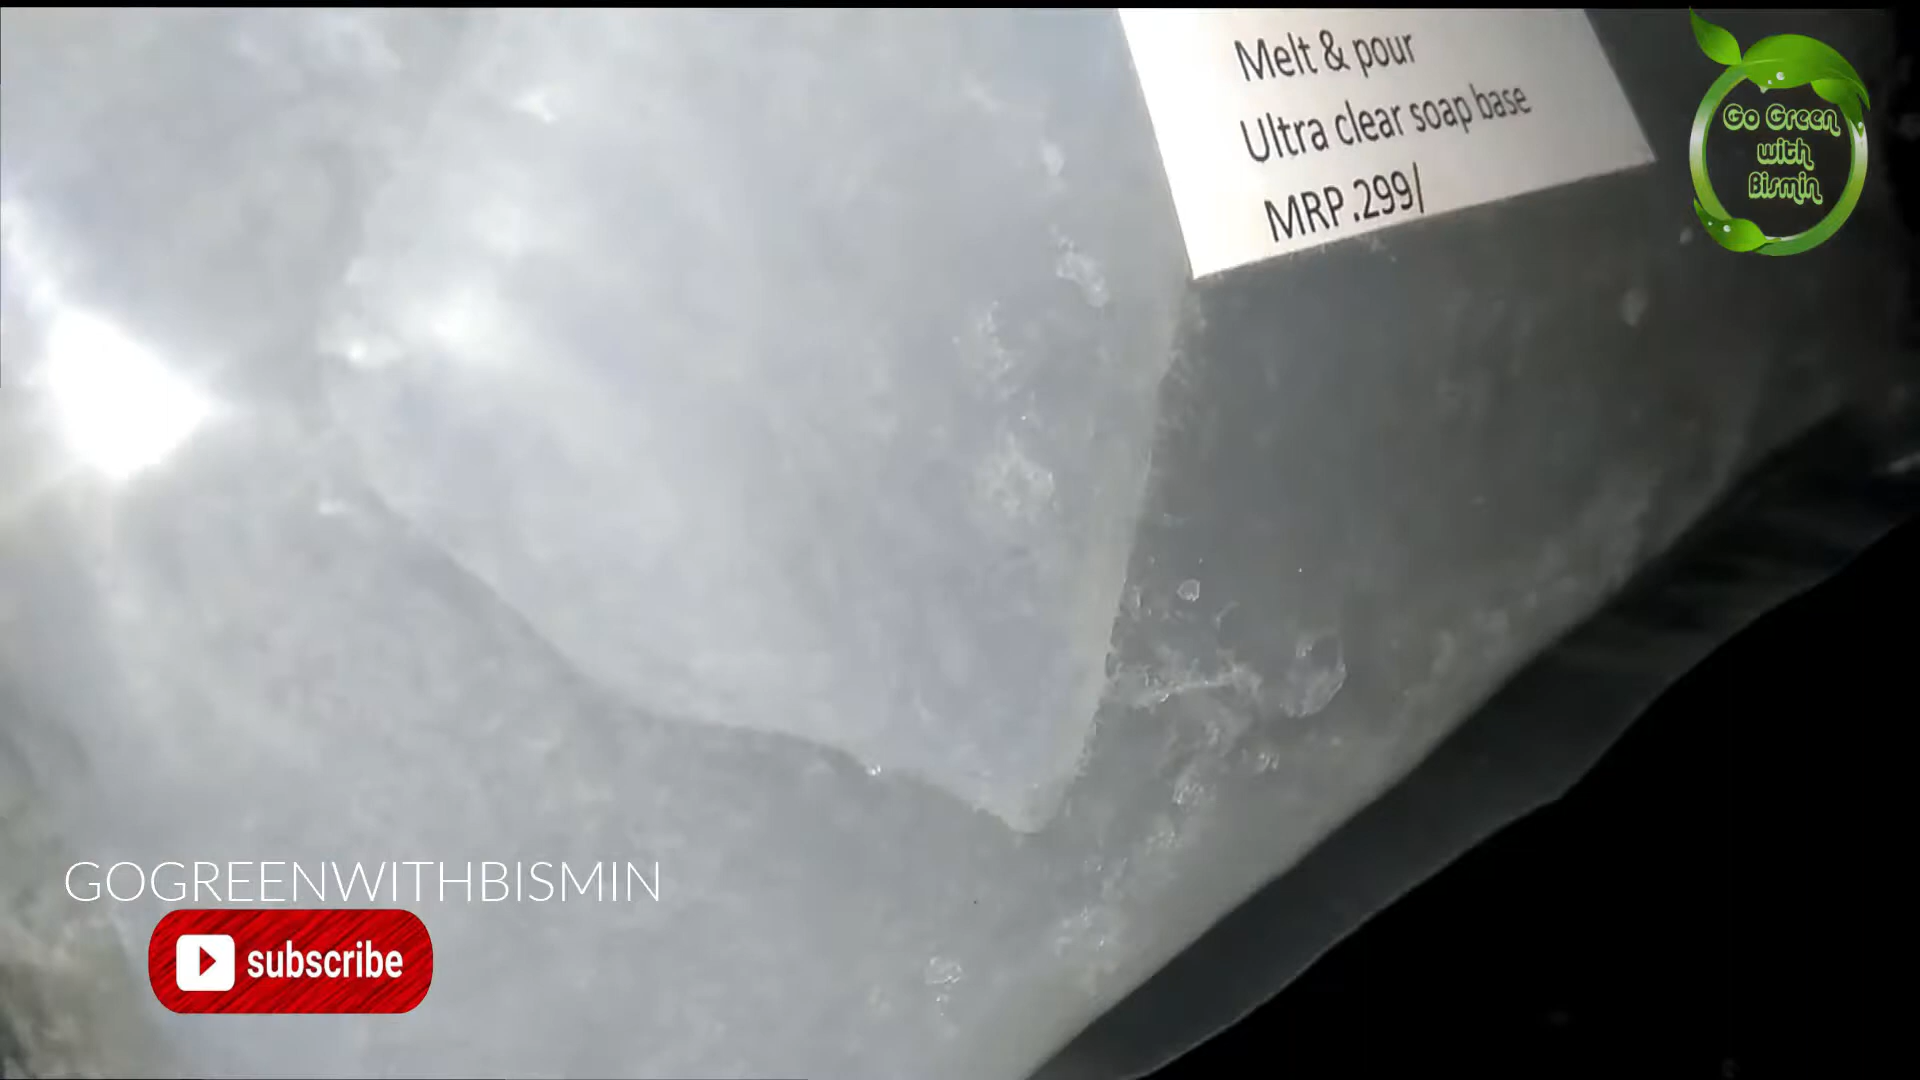 Melt & pour
Ultra clear soap base
MRP.299/
Go Green
with
Bismin
GOGREENWITHBISMIN
subscribe